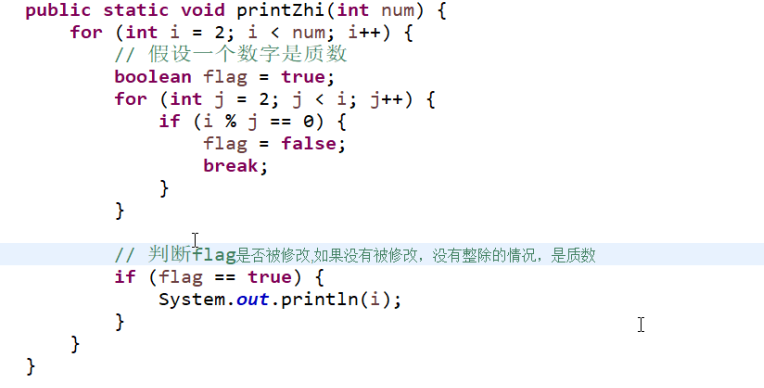 public static void printZhi(int num) {
for (int i = 2; i < num; i++) {
// 假设一个数字是质数
boolean flag = true;
for (int j = 2; j < i; j++) {
if (i % j == 0) {
flag = false;
break;
}
}
// 判断flag是否被修改,如果没有被修改，没有整除的情况，是质数
if (flag == true) {
System.out.println(i);
}
}
}